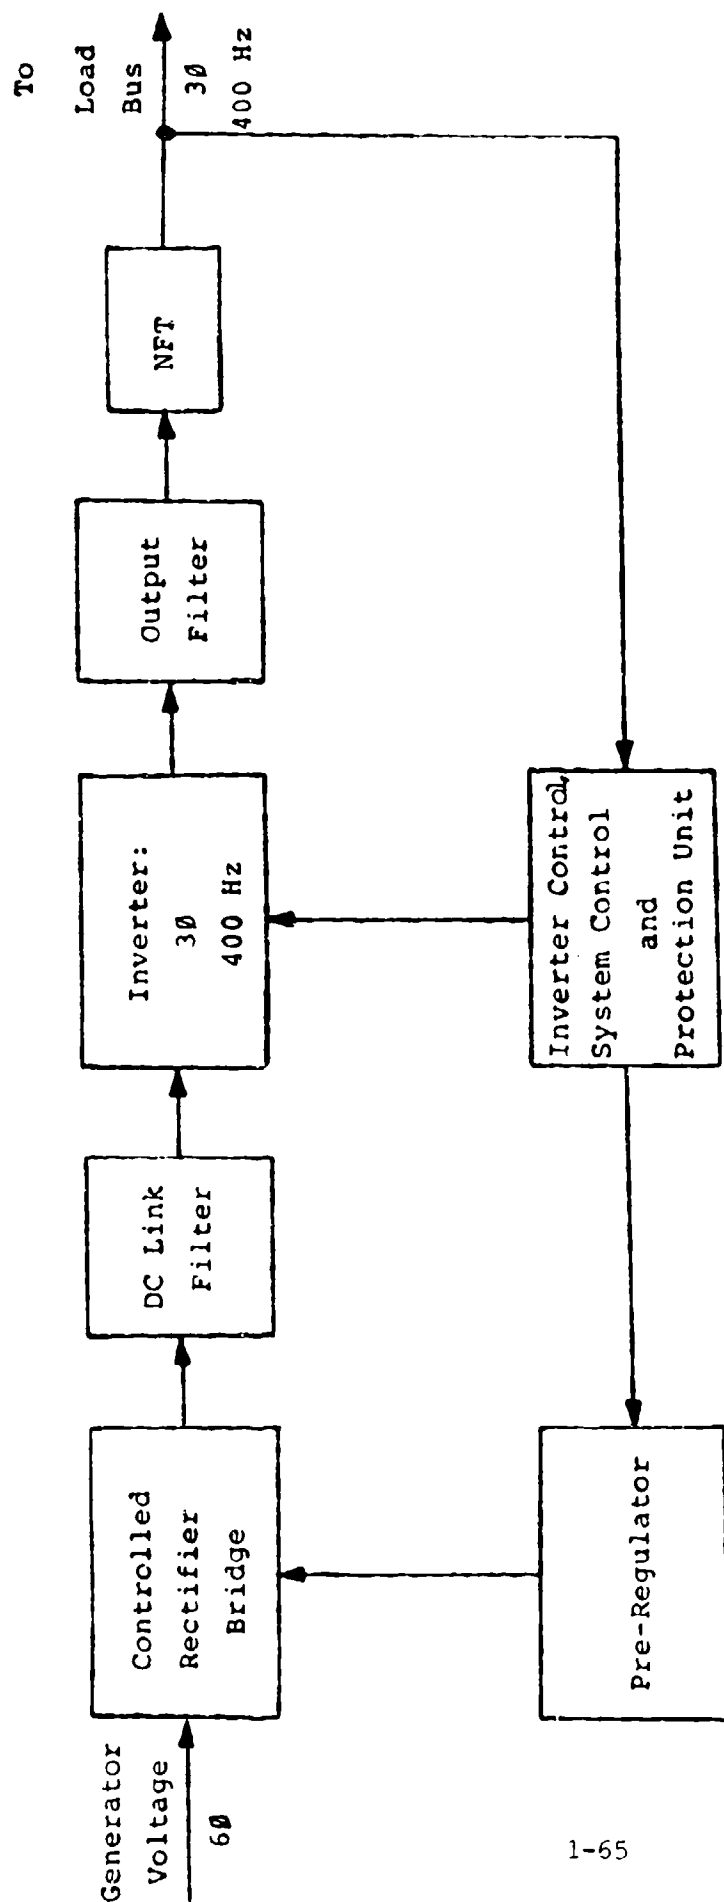 Generator
Voltage
6Ø
Controlled
Rectifier
Bridge
DC Link
Filter
Inverter:
3Ø
400 Hz
Output
Filter
NFT
To
Load
Bus
3Ø
400 Hz
Pre-Regulator
Inverter Control,
System Control
and
Protection Unit
1-65